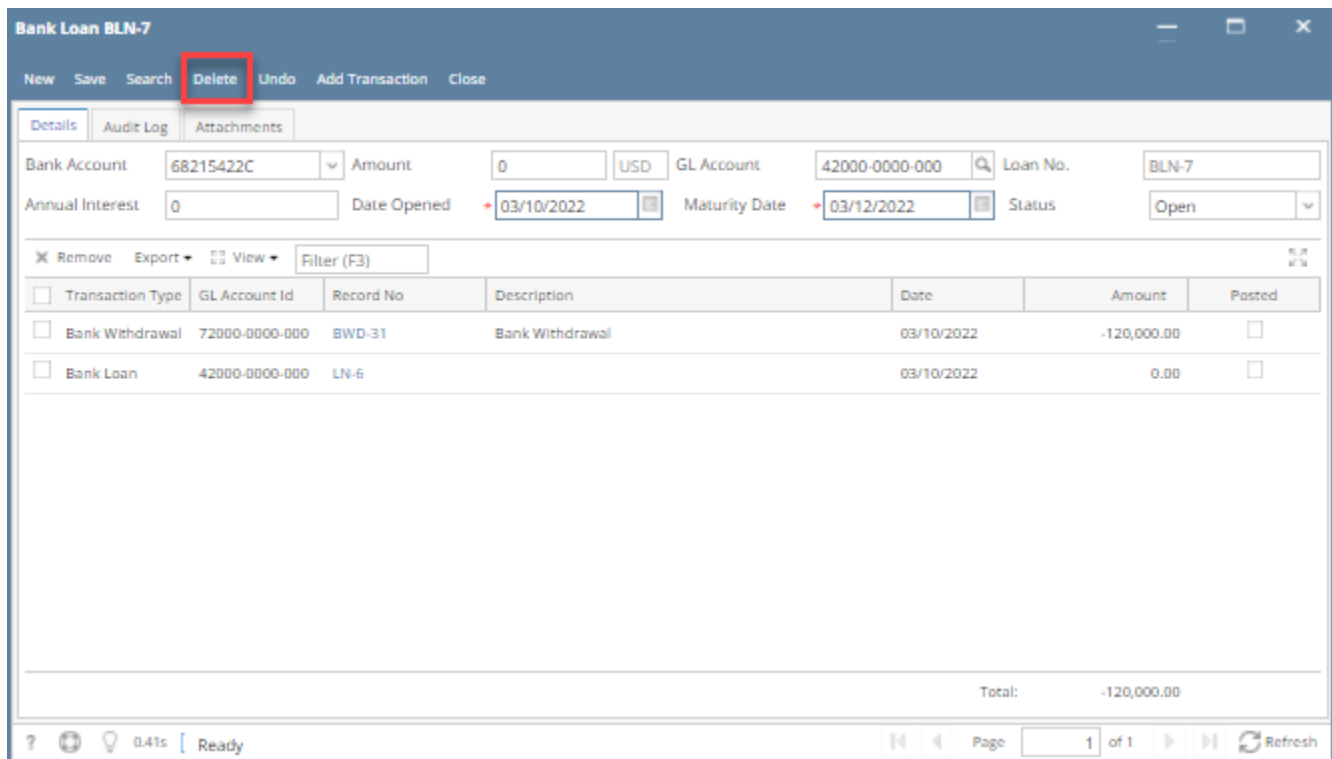 Bank Loan BLN-7
New Save Search Delete Undo Add Transaction Close
Details Audit Log Attachments
Bank Account 68215422C Amount 0 USD GL Account 42000-0000-000 Loan No. BLN-7
Annual Interest 0 Date Opened * 03/10/2022 Maturity Date * 03/12/2022 Status Open
Remove Export View Filter (F3)
Transaction Type GL Account Id Record No Description Date Amount Posted
Bank Withdrawal 72000-0000-000 BWD-31 Bank Withdrawal 03/10/2022 -120,000.00
Bank Loan 42000-0000-000 LN-6 03/10/2022 0.00
Total: -120,000.00
? 0.41s Ready Page 1 of 1 Refresh